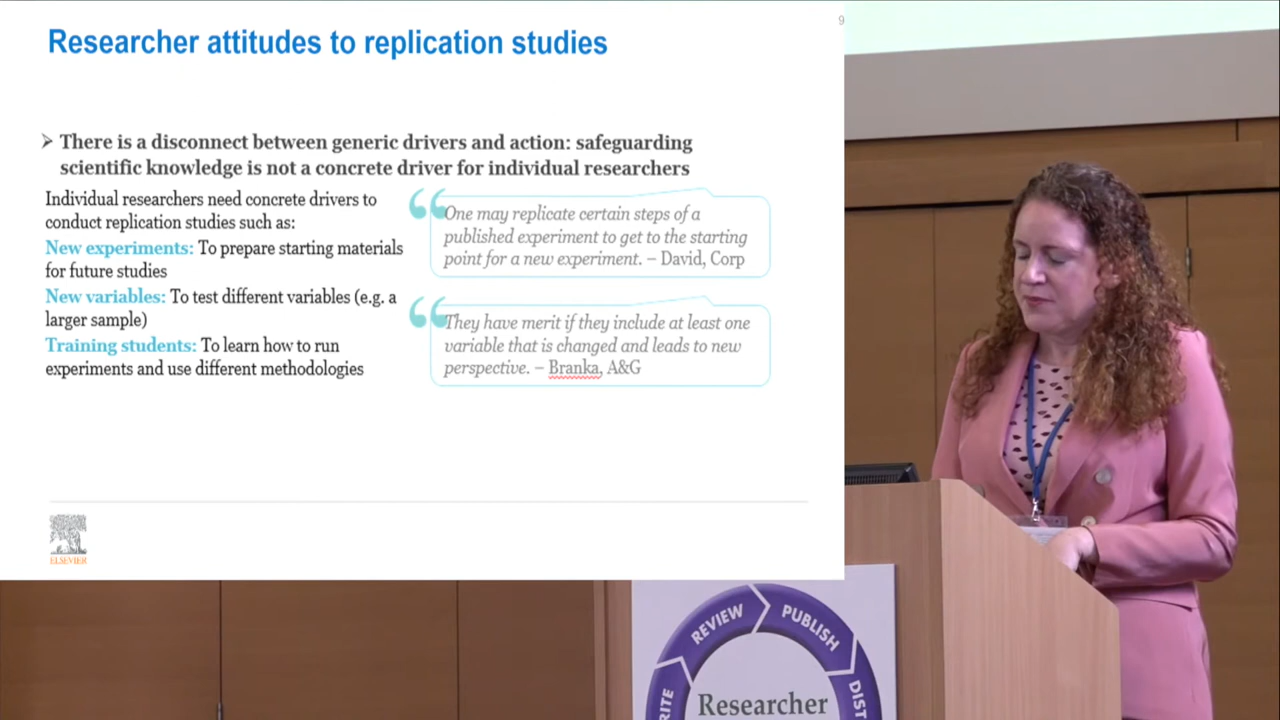 9
Researcher attitudes to replication studies
➢ There is a disconnect between generic drivers and action: safeguarding
scientific knowledge is not a concrete driver for individual researchers
Individual researchers need concrete drivers to
conduct replication studies such as:
New experiments: To prepare starting materials
for future studies
New variables: To test different variables (e.g. a
larger sample)
Training students: To learn how to run
experiments and use different methodologies
“One may replicate certain steps of a
published experiment to get to the starting
point for a new experiment. – David, Corp
“They have merit if they include at least one
variable that is changed and leads to new
perspective. – Branka, A&G
ELSEVIER
REVIEW
PUBLISH
Researcher